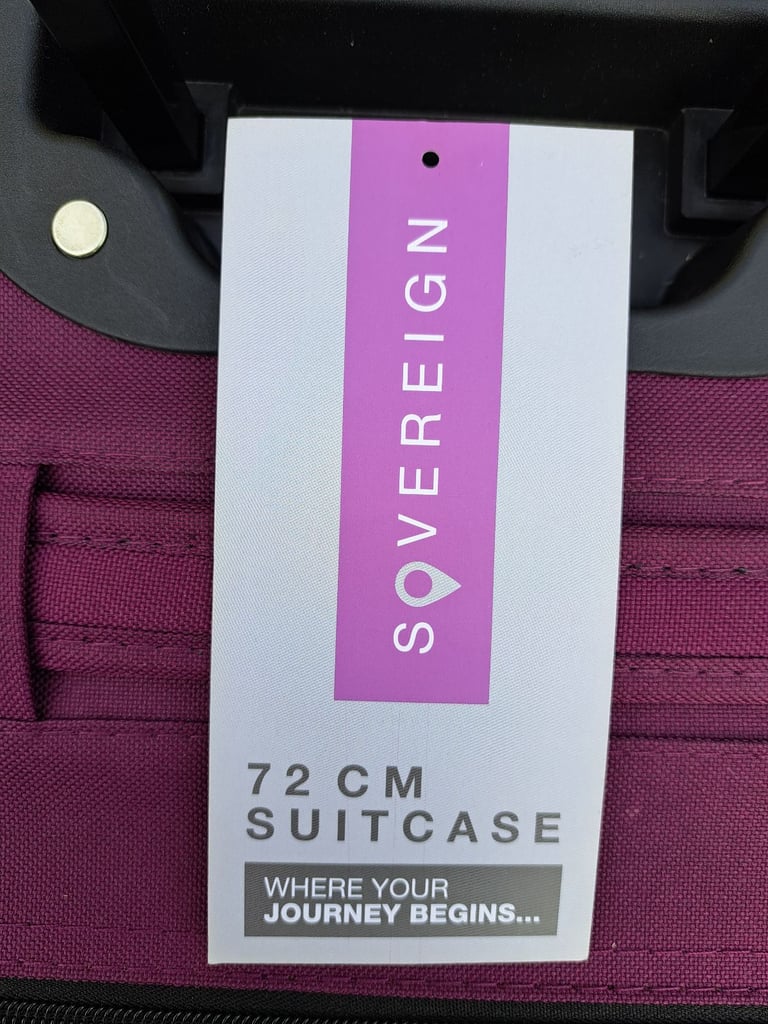 SOVEREIGN
72 CM
SUITCASE
WHERE YOUR
JOURNEY BEGINS...